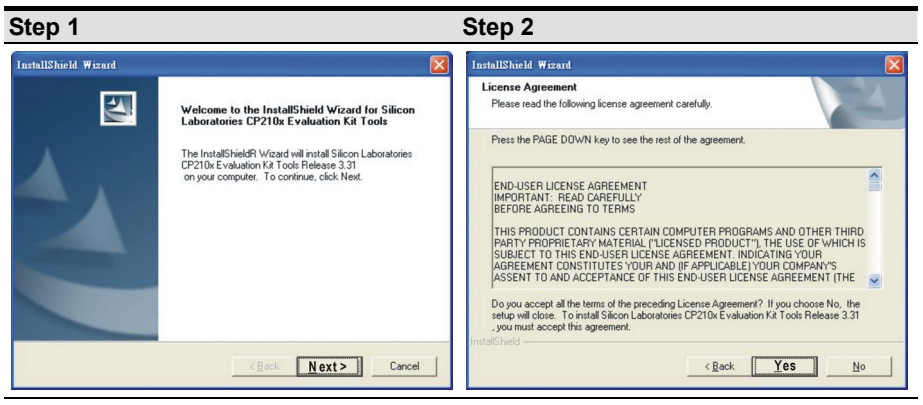 Step 1
Step 2
InstallShield Wizard
Welcome to the InstallShield Wizard for Silicon
Laboratories CP210x Evaluation Kit Tools
The InstallShieldR Wizard will install Silicon Laboratories
CP210x Evaluation Kit Tools Release 3.31
on your computer. To continue, click Next.
< Back
Next >
Cancel
InstallShield Wizard
License Agreement
Please read the following license agreement carefully.
Press the PAGE DOWN key to see the rest of the agreement.
END-USER LICENSE AGREEMENT
IMPORTANT: READ CAREFULLY
BEFORE AGREEING TO TERMS
THIS PRODUCT CONTAINS CERTAIN COMPUTER PROGRAMS AND OTHER THIRD
PARTY PROPRIETARY MATERIAL ("LICENSED PRODUCT"), THE USE OF WHICH IS
SUBJECT TO THIS END-USER LICENSE AGREEMENT. INDICATING YOUR
AGREEMENT CONSTITUTES YOUR AND (IF APPLICABLE) YOUR COMPANY'S
ASSENT TO AND ACCEPTANCE OF THIS END-USER LICENSE AGREEMENT (THE
Do you accept all the terms of the preceding License Agreement? If you choose No, the
setup will close. To install Silicon Laboratories CP210x Evaluation Kit Tools Release 3.31
, you must accept this agreement.
InstallShield
< Back
Yes
No